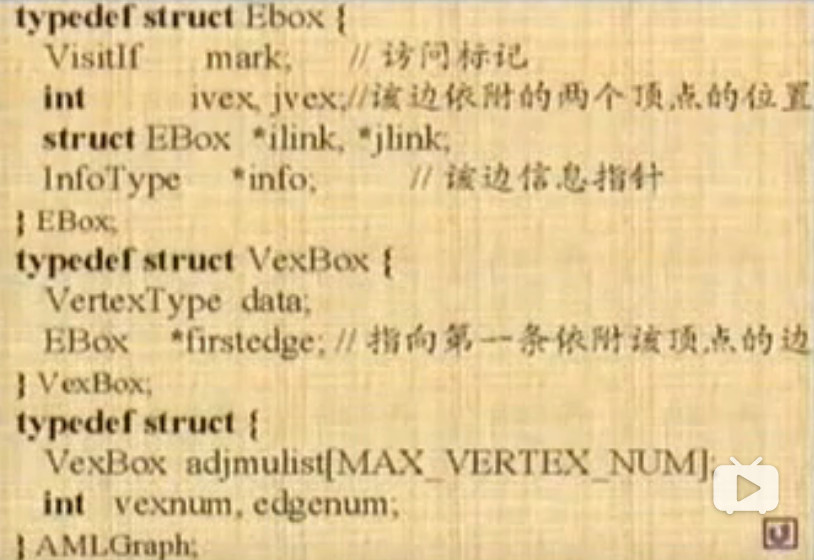 typedef struct Ebox {
VisitIf mark; // 访问标记
int ivex, jvex;//该边依附的两个顶点的位置
struct EBox *ilink, *jlink;
InfoType *info; // 该边信息指针
} EBox;
typedef struct VexBox {
VertexType data;
EBox *firstedge; // 指向第一条依附该顶点的边
} VexBox;
typedef struct {
VexBox adjmulist[MAX_VERTEX_NUM];
int vexnum, edgenum;
} AMLGraph;